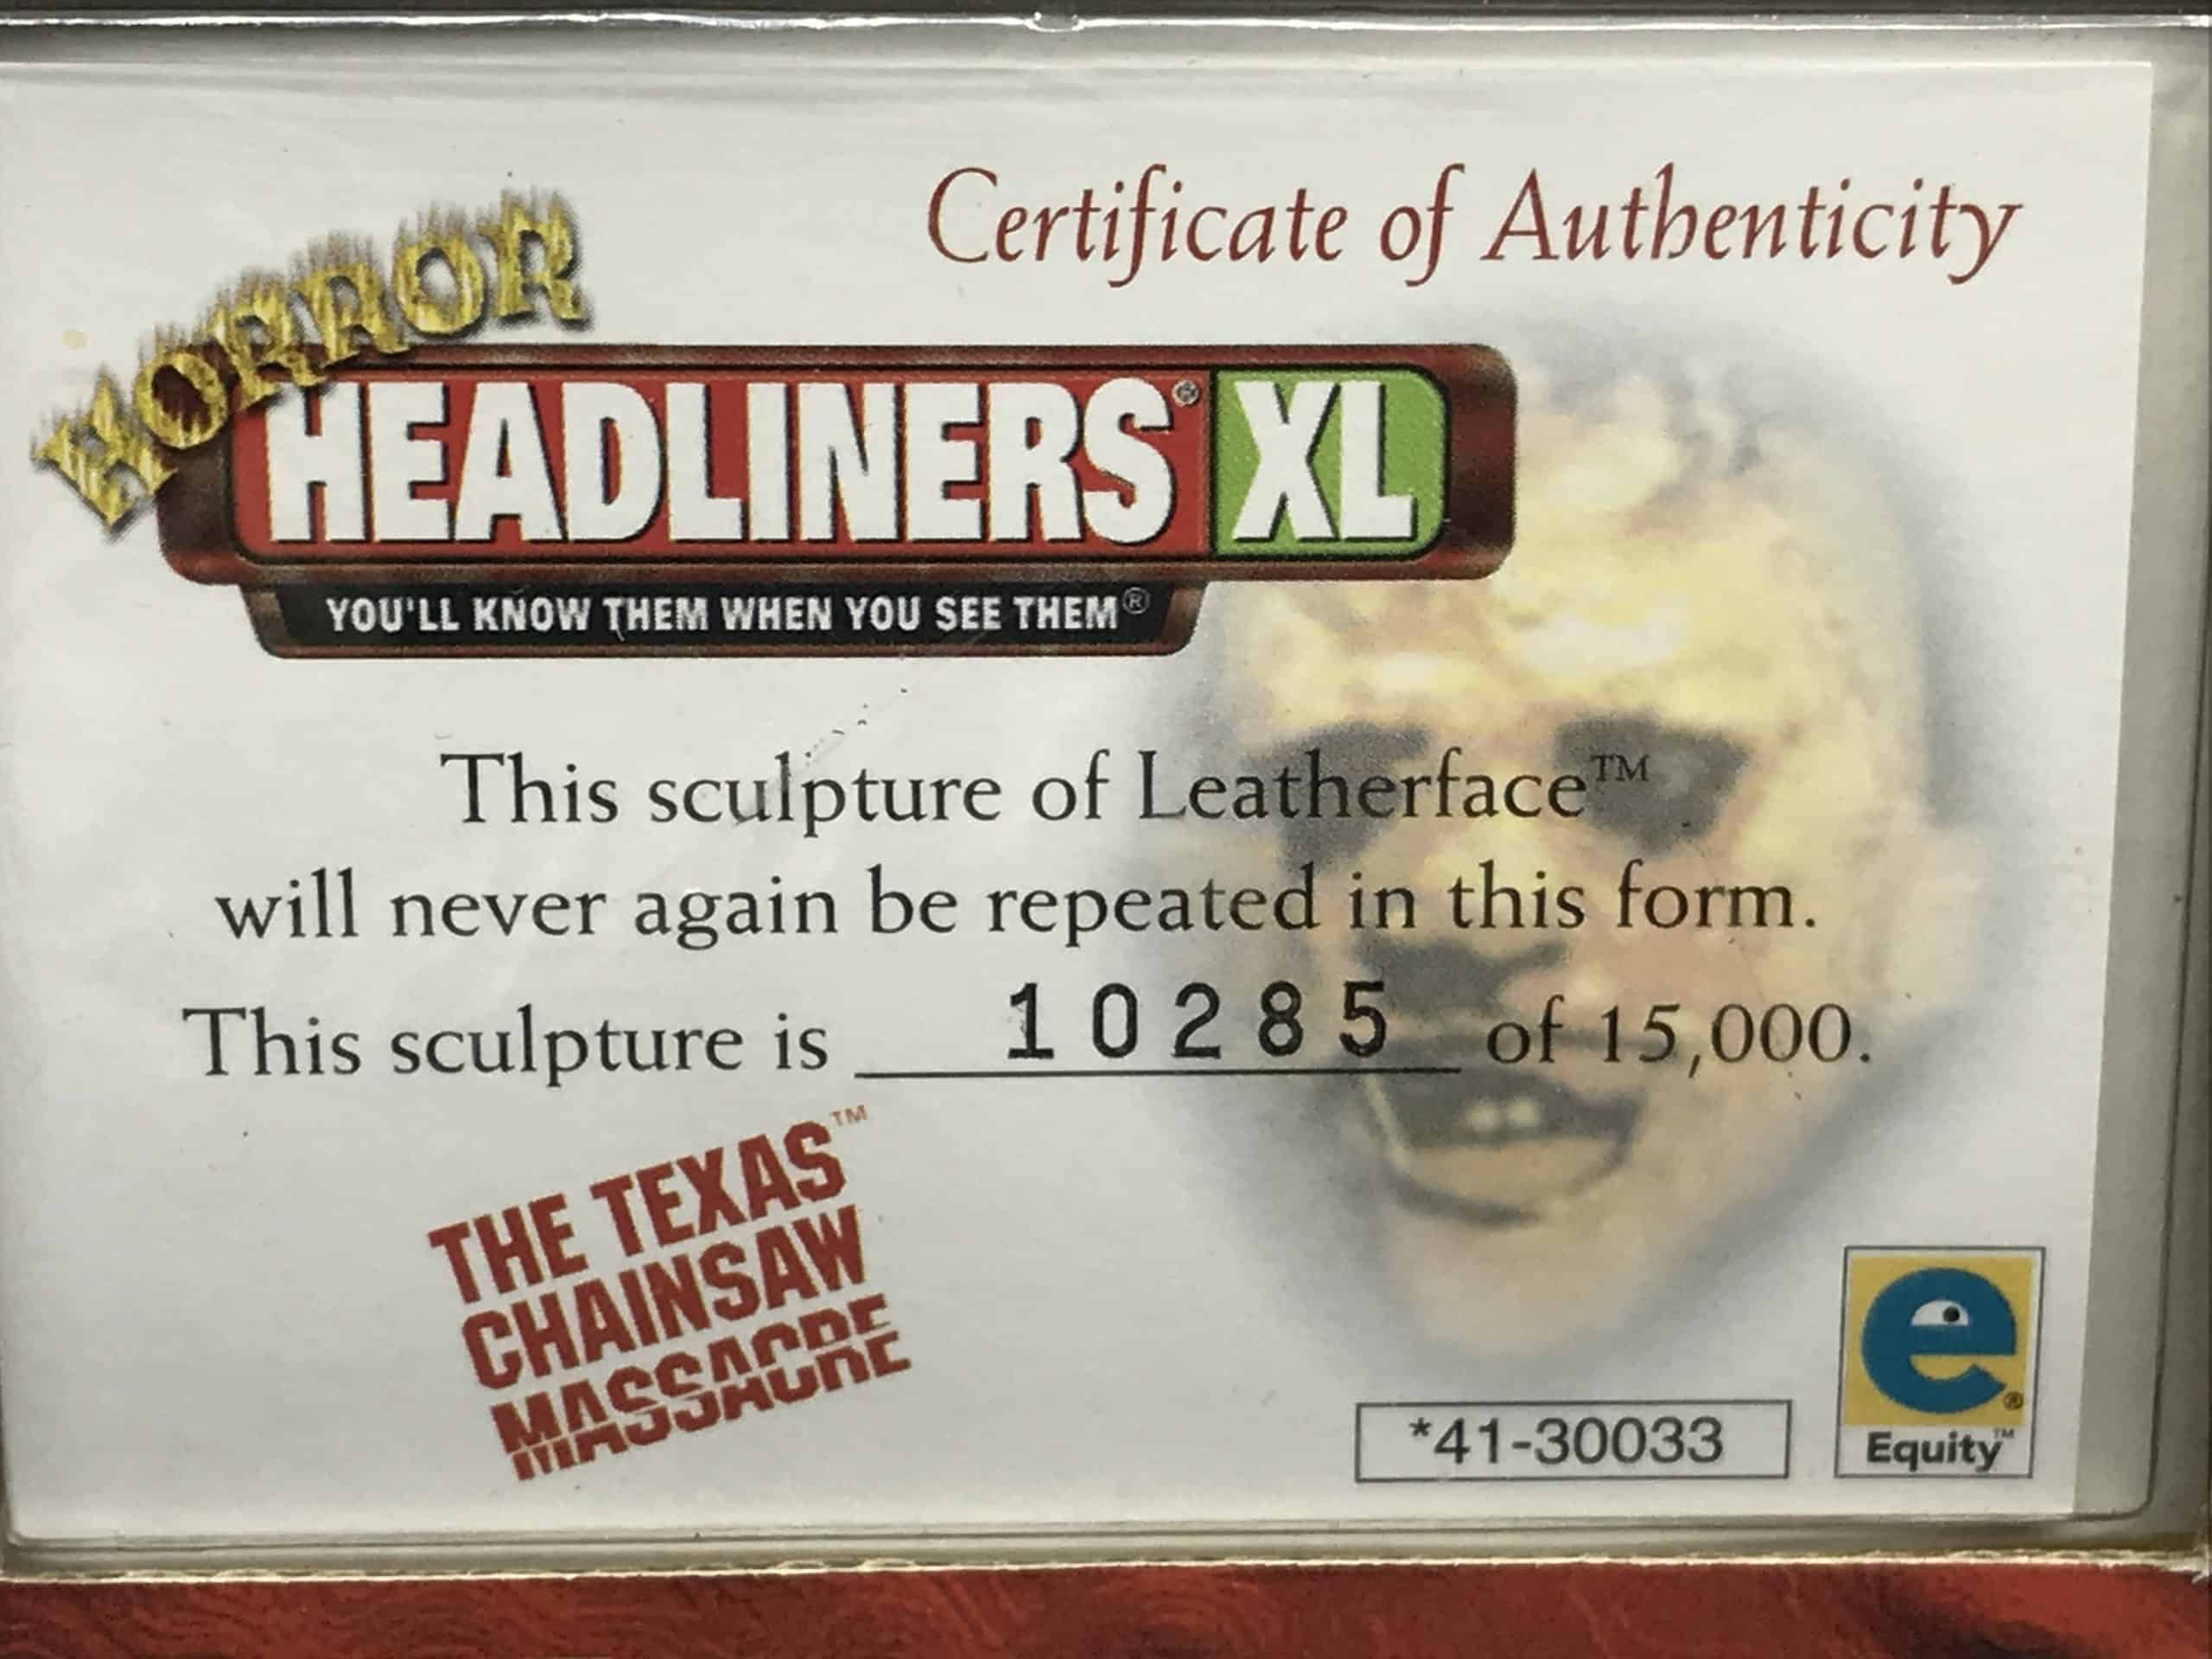 Certificate of Authenticity
HORROR
HEADLINERS® XL
YOU'LL KNOW THEM WHEN YOU SEE THEM®
This sculpture of Leatherface™
will never again be repeated in this form.
This sculpture is 10285 of 15,000.
THE TEXAS™
CHAINSAW
MASSACRE
e®
*41-30033
Equity™